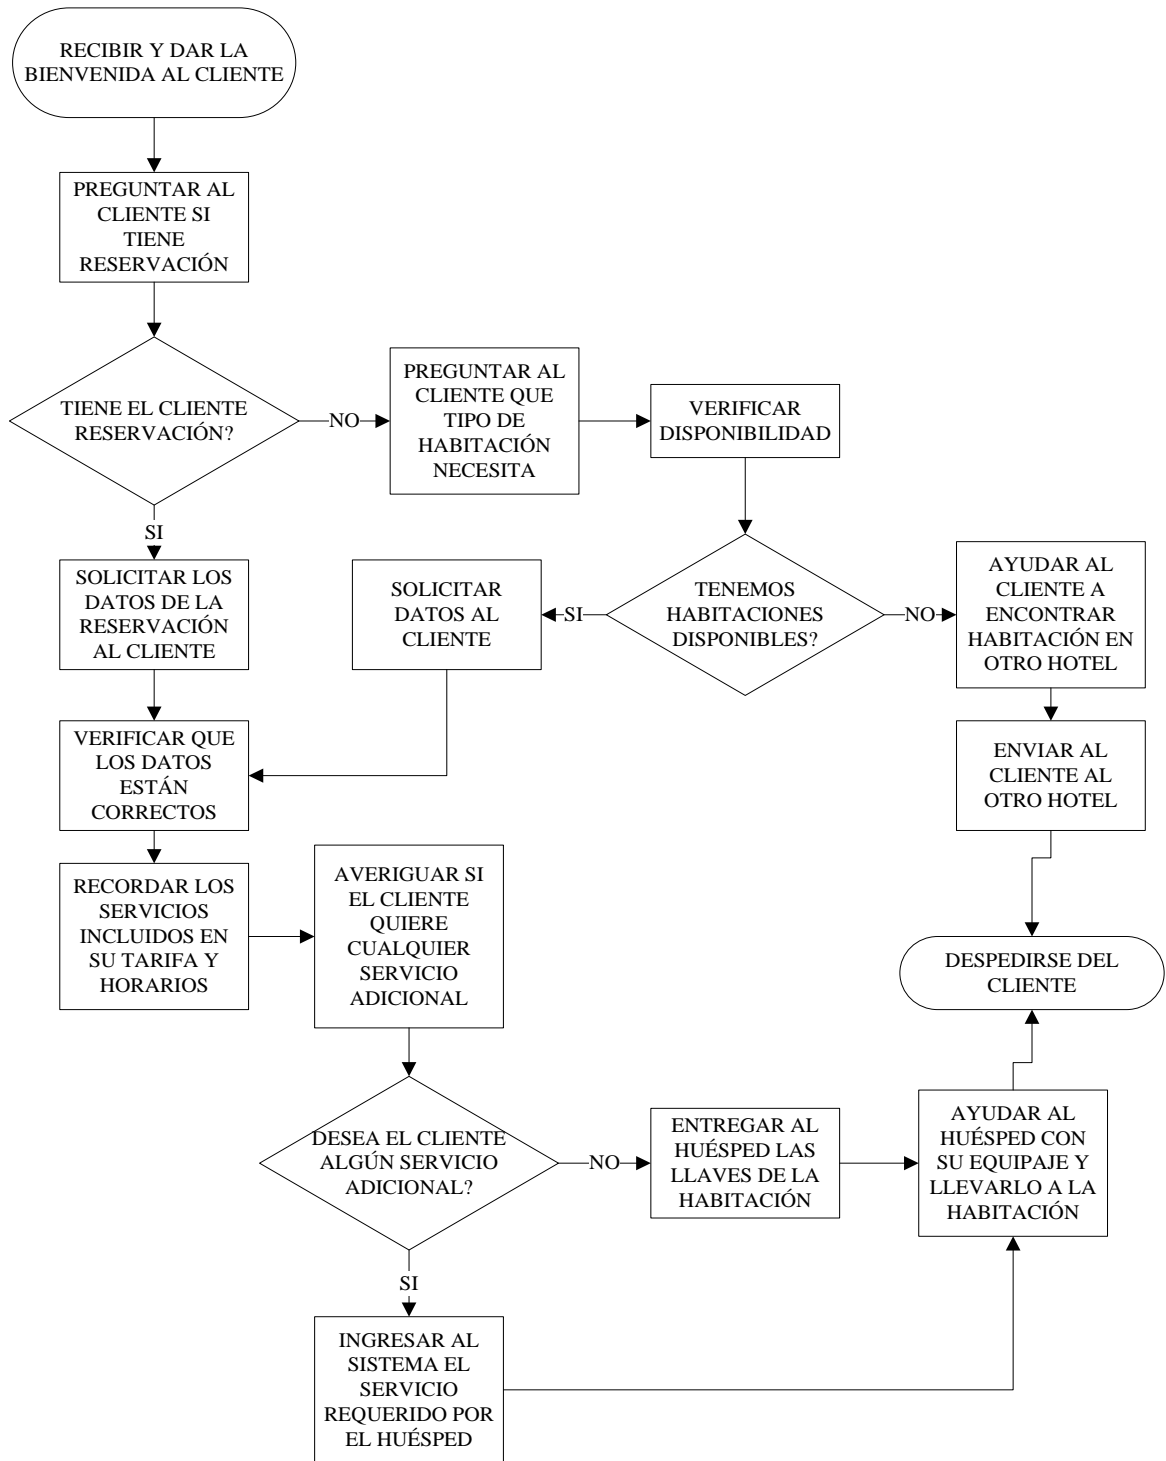 RECIBIR Y DAR LA
BIENVENIDA AL CLIENTE
PREGUNTAR AL
CLIENTE SI
TIENE
RESERVACIÓN
TIENE EL CLIENTE
RESERVACIÓN?
NO
PREGUNTAR AL
CLIENTE QUE
TIPO DE
HABITACIÓN
NECESITA
VERIFICAR
DISPONIBILIDAD
SI
SOLICITAR LOS
DATOS DE LA
RESERVACIÓN
AL CLIENTE
SOLICITAR
DATOS AL
CLIENTE
SI
TENEMOS
HABITACIONES
DISPONIBLES?
NO
AYUDAR AL
CLIENTE A
ENCONTRAR
HABITACIÓN EN
OTRO HOTEL
VERIFICAR QUE
LOS DATOS
ESTÁN
CORRECTOS
ENVIAR AL
CLIENTE AL
OTRO HOTEL
RECORDAR LOS
SERVICIOS
INCLUIDOS EN
SU TARIFA Y
HORARIOS
AVERIGUAR SI
EL CLIENTE
QUIERE
CUALQUIER
SERVICIO
ADICIONAL
DESPEDIRSE DEL
CLIENTE
DESEA EL CLIENTE
ALGÚN SERVICIO
ADICIONAL?
NO
ENTREGAR AL
HUÉSPED LAS
LLAVES DE LA
HABITACIÓN
AYUDAR AL
HUÉSPED CON
SU EQUIPAJE Y
LLEVARLO A LA
HABITACIÓN
SI
INGRESAR AL
SISTEMA EL
SERVICIO
REQUERIDO POR
EL HUÉSPED